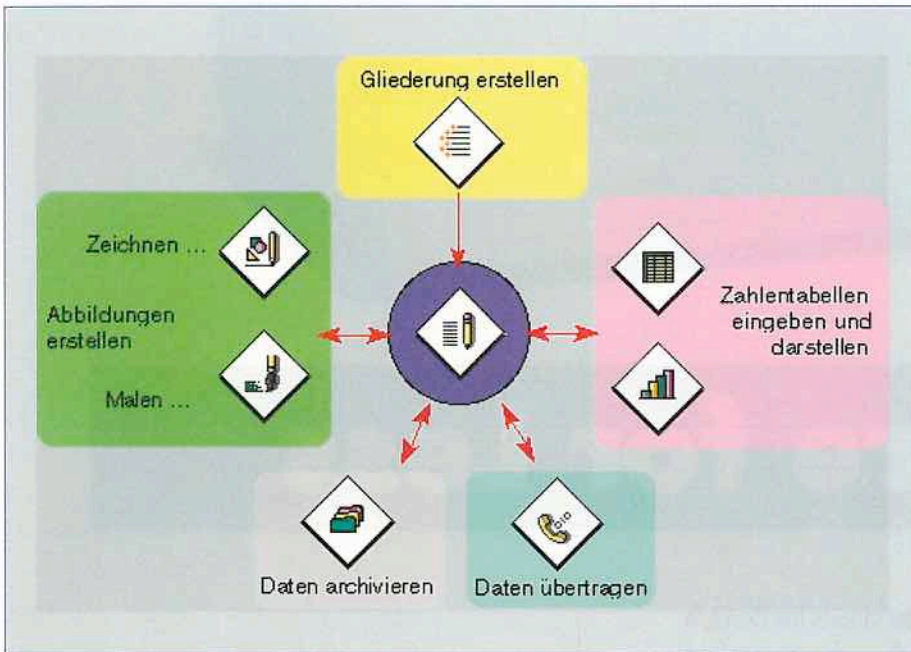 Gliederung erstellen
Zeichnen ...
Abbildungen
erstellen
Malen ...
Zahlentabellen
eingeben und
darstellen
Daten archivieren
Daten übertragen